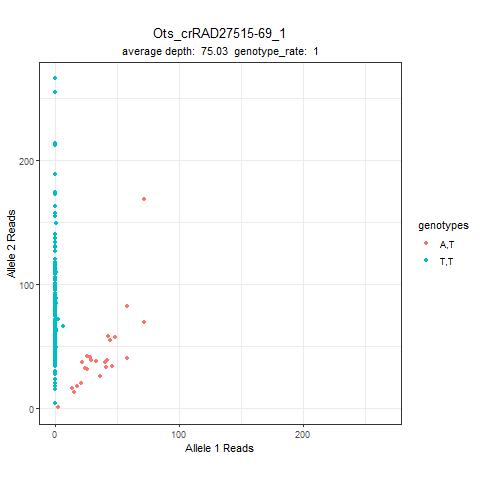 Ots_crRAD27515-69_1
average depth: 75.03 genotype_rate: 1
Allele 2 Reads
200
100
0
0 100 200
Allele 1 Reads
genotypes
A,T
T,T